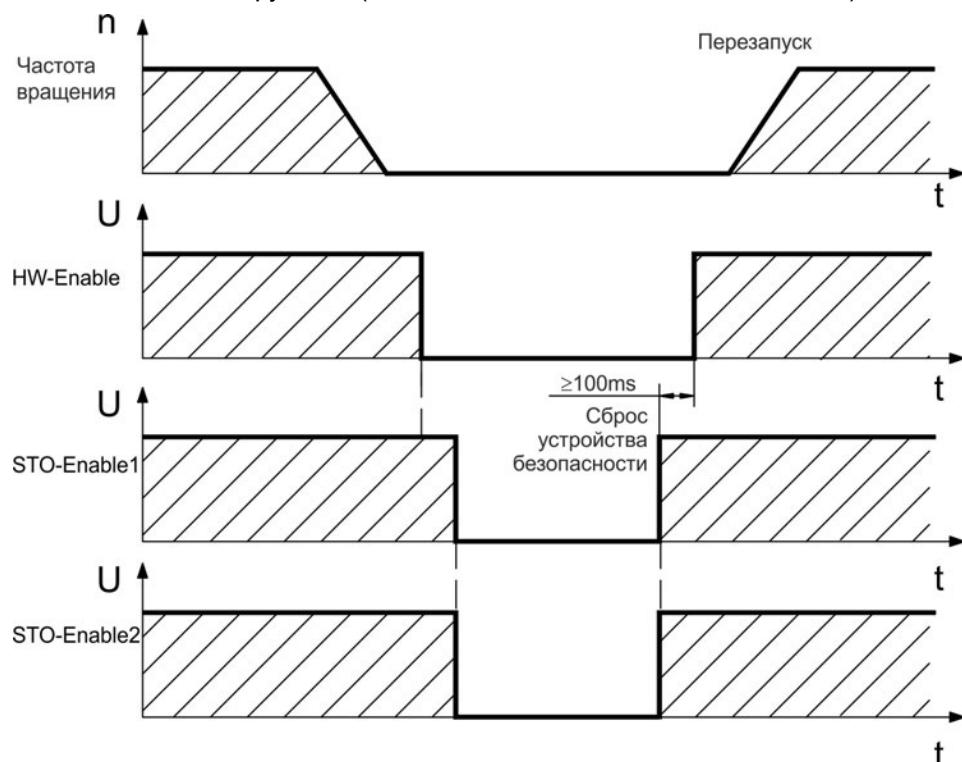 n
Перезапуск
Частота
вращения
t
U
HW-Enable
t
≥100ms
U
Сброс
устройства
безопасности
STO-Enable1
t
U
STO-Enable2
t